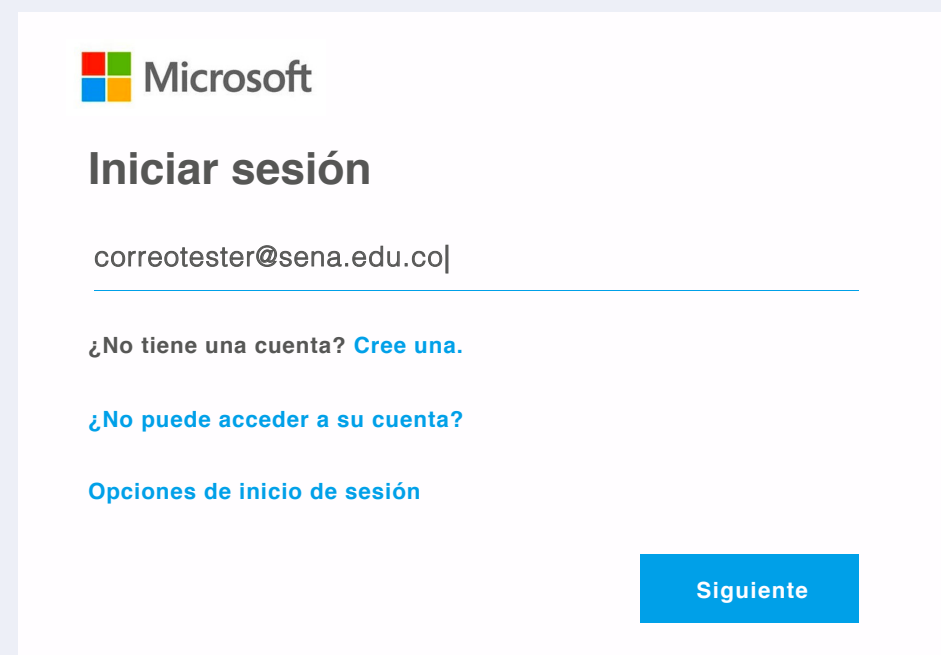 Microsoft
Iniciar sesión
correotester@sena.edu.co
¿No tiene una cuenta? Cree una.
¿No puede acceder a su cuenta?
Opciones de inicio de sesión
Siguiente